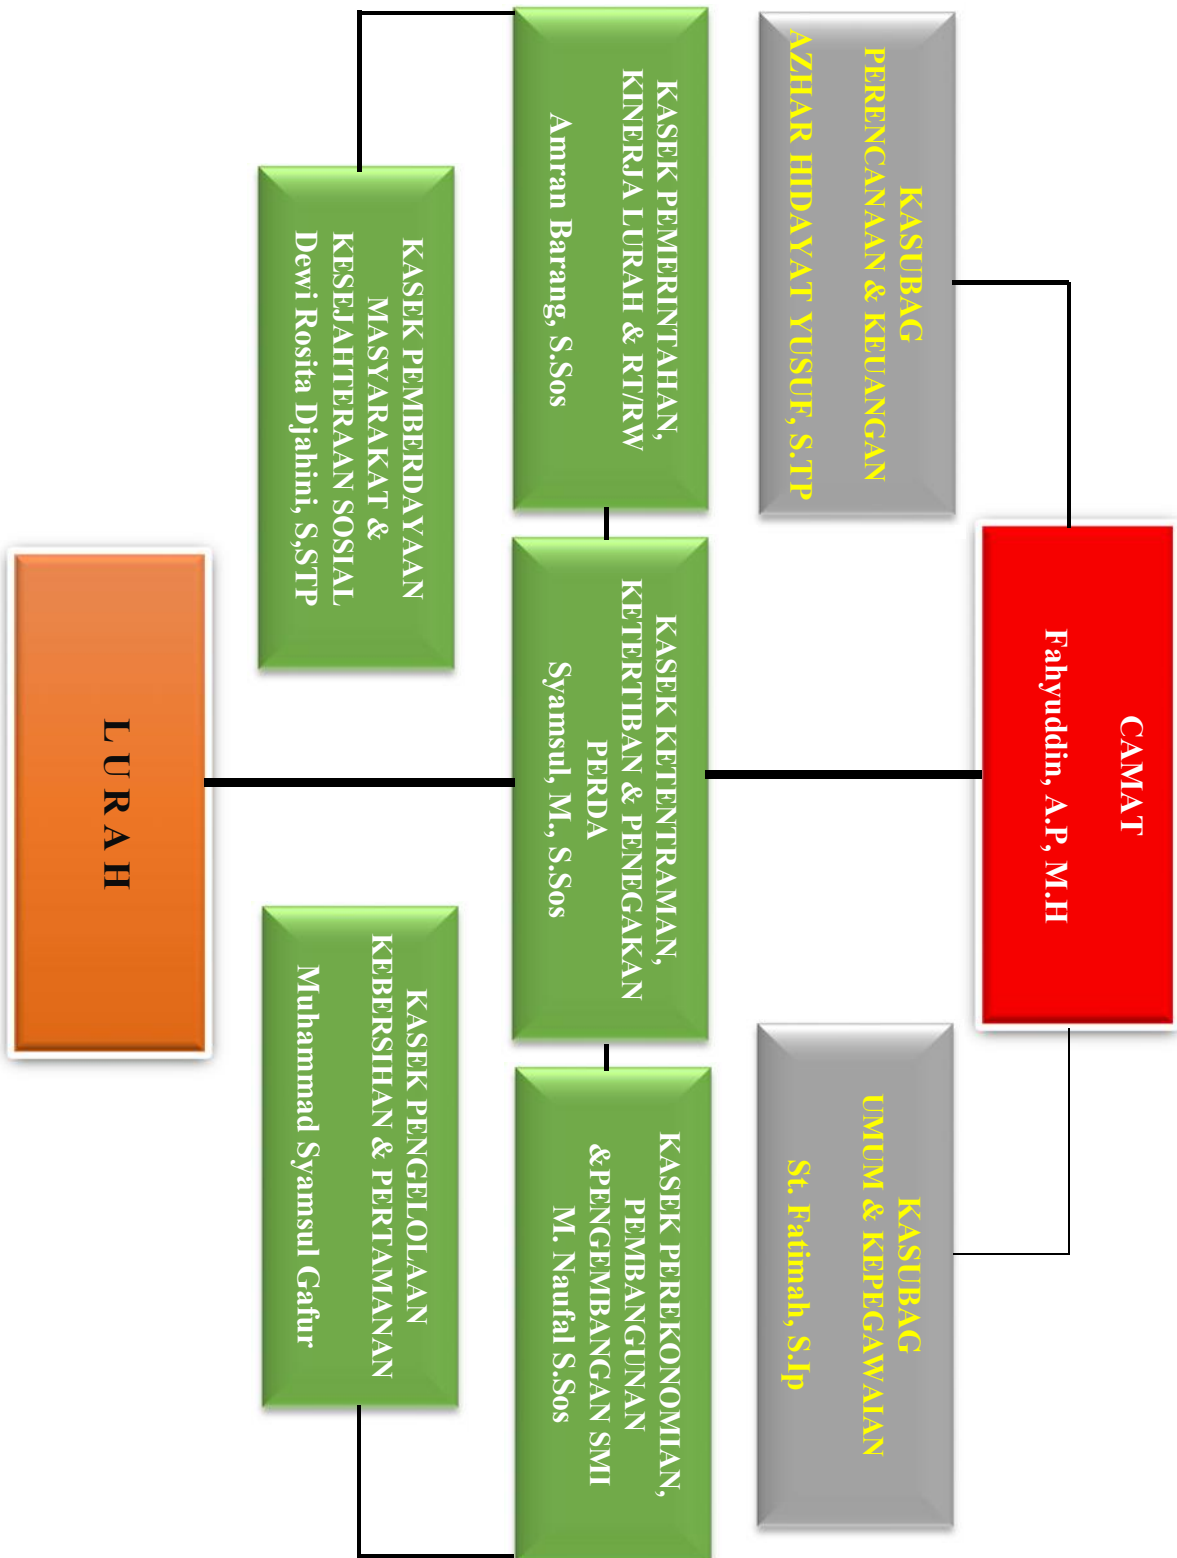 CAMAT
Fahyuddin, A.P, M.H
KASUBAG
PERENCANAAN & KEUANGAN
AZHAR HIDAYAT YUSUF, S.TP
KASUBAG
UMUM & KEPEGAWAIAN
St. Fatimah, S.Ip
KASEK PEMERINTAHAN,
KINERJA LURAH & RT/RW
Amran Barang, S.Sos
KASEK KETENTRAMAN,
KETERTIBAN & PENEGAKAN
PERDA
Syamsul, M., S.Sos
KASEK PEREKONOMIAN,
PEMBANGUNAN
&PENGEMBANGAN SMI
M. Naufal S.Sos
KASEK PEMBERDAYAAN
MASYARAKAT &
KESEJAHTERAAN SOSIAL
Dewi Rosita Djahini, S,STP
KASEK PENGELOLAAN
KEBERSIHAN & PERTAMANAN
Muhammad Syamsul Gafur
L U R A H